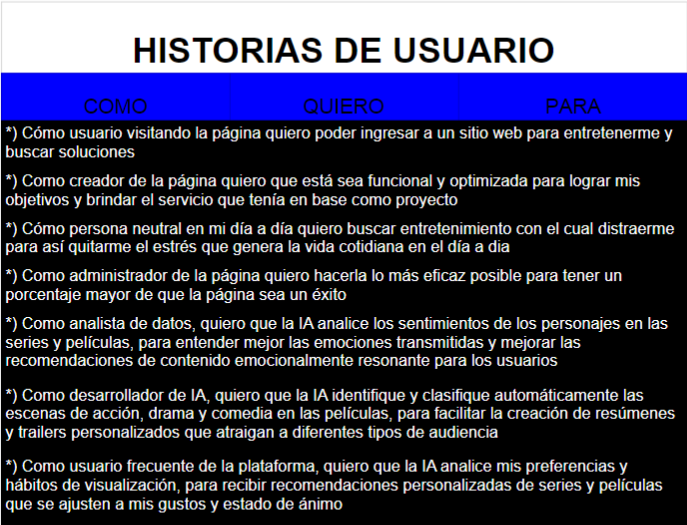 HISTORIAS DE USUARIO
COMO QUIERO PARA
*) Cómo usuario visitando la página quiero poder ingresar a un sitio web para entretenerme y
buscar soluciones
*) Como creador de la página quiero que está sea funcional y optimizada para lograr mis
objetivos y brindar el servicio que tenía en base como proyecto
*) Cómo persona neutral en mi día a día quiero buscar entretenimiento con el cual distraerme
para así quitarme el estrés que genera la vida cotidiana en el día a dia
*) Como administrador de la página quiero hacerla lo más eficaz posible para tener un
porcentaje mayor de que la página sea un éxito
*) Como analista de datos, quiero que la IA analice los sentimientos de los personajes en las
series y películas, para entender mejor las emociones transmitidas y mejorar las
recomendaciones de contenido emocionalmente resonante para los usuarios
*) Como desarrollador de IA, quiero que la IA identifique y clasifique automáticamente las
escenas de acción, drama y comedia en las películas, para facilitar la creación de resúmenes
y trailers personalizados que atraigan a diferentes tipos de audiencia
*) Como usuario frecuente de la plataforma, quiero que la IA analice mis preferencias y
hábitos de visualización, para recibir recomendaciones personalizadas de series y películas
que se ajusten a mis gustos y estado de ánimo